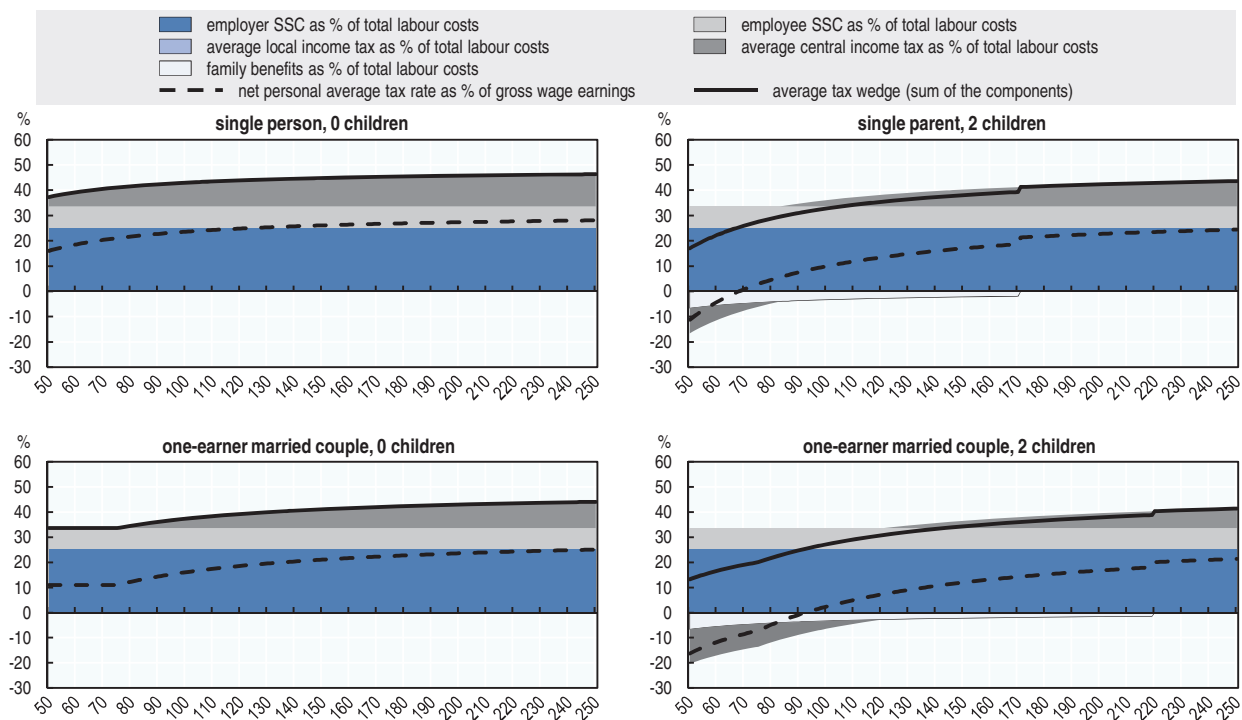 employer SSC as % of total labour costs
employee SSC as % of total labour costs
average local income tax as % of total labour costs
average central income tax as % of total labour costs
family benefits as % of total labour costs
net personal average tax rate as % of gross wage earnings
average tax wedge (sum of the components)
%
single person, 0 children
60
50
40
30
20
10
0
-10
-20
-30
50 60 70 80 90 100 110 120 130 140 150 160 170 180 190 200 210 220 230 240 250
%
single parent, 2 children
60
50
40
30
20
10
0
-10
-20
-30
50 60 70 80 90 100 110 120 130 140 150 160 170 180 190 200 210 220 230 240 250
%
one-earner married couple, 0 children
60
50
40
30
20
10
0
-10
-20
-30
50 60 70 80 90 100 110 120 130 140 150 160 170 180 190 200 210 220 230 240 250
%
one-earner married couple, 2 children
60
50
40
30
20
10
0
-10
-20
-30
50 60 70 80 90 100 110 120 130 140 150 160 170 180 190 200 210 220 230 240 250